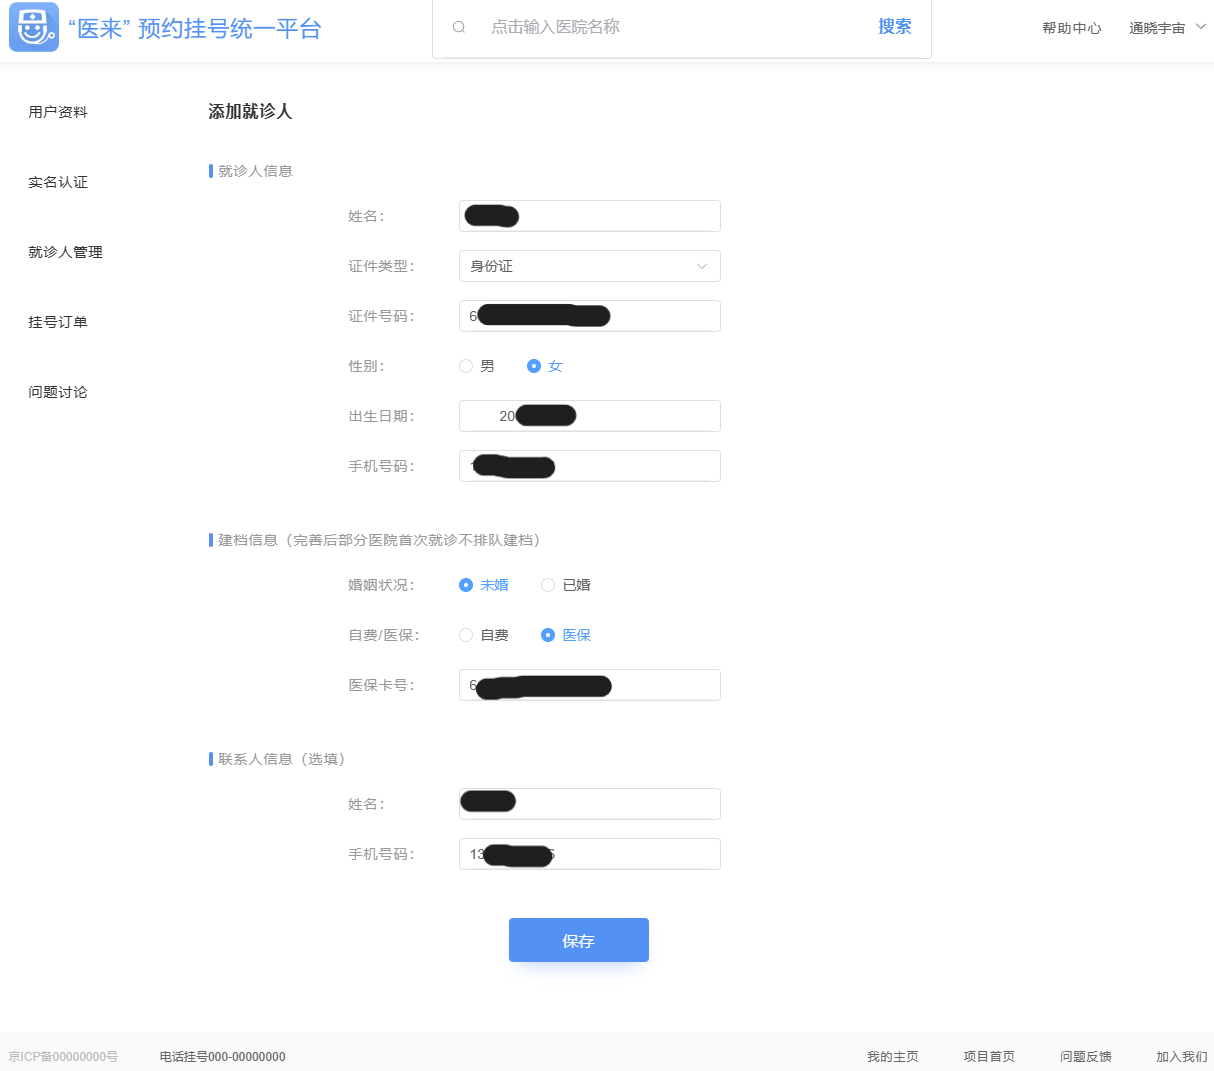 “医来” 预约挂号统一平台
点击输入医院名称
搜索
帮助中心
通晓宇宙
用户资料
实名认证
就诊人管理
挂号订单
问题讨论
添加就诊人
就诊人信息
姓名：
证件类型： 身份证
证件号码： 6
性别： 男 女
出生日期： 20
手机号码：
建档信息（完善后部分医院首次就诊不排队建档）
婚姻状况： 未婚 已婚
自费/医保： 自费 医保
医保卡号： 6
联系人信息（选填）
姓名：
手机号码： 13
保存
京ICP备00000000号
电话挂号000-00000000
我的主页
项目首页
问题反馈
加入我们